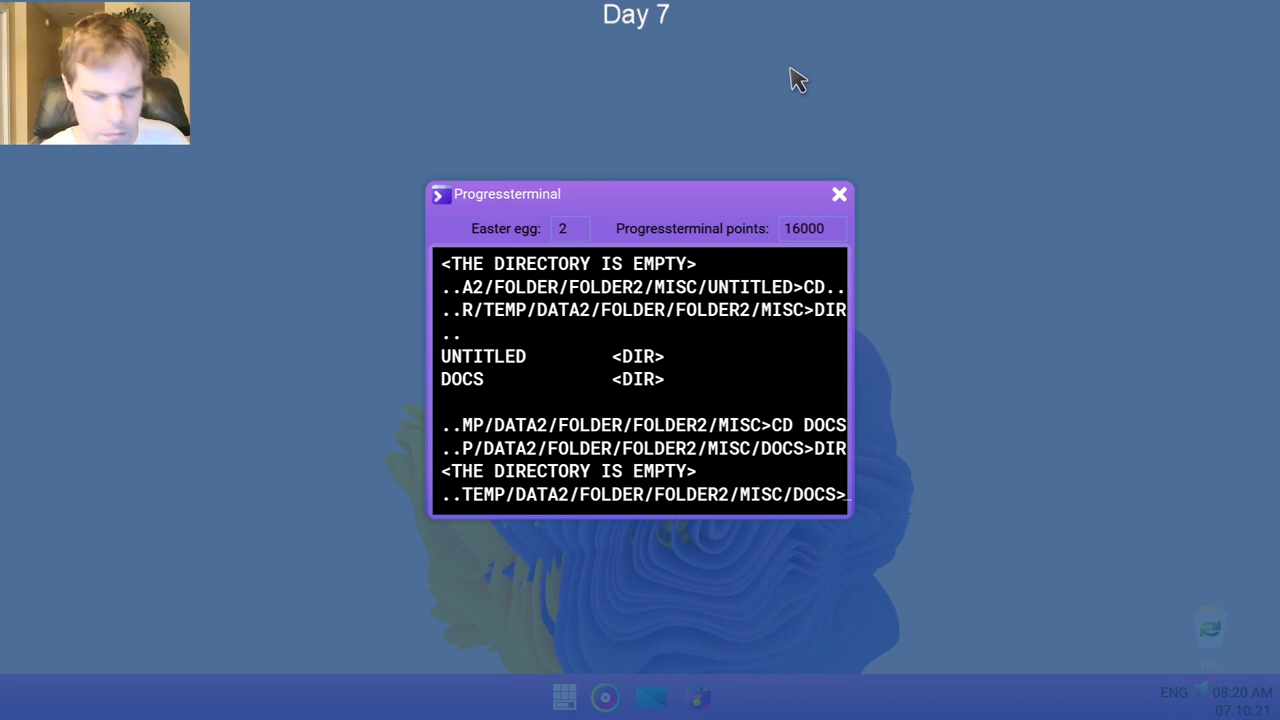 Day 7
Progressterminal
Easter egg: 2 Progressterminal points: 16000
<THE DIRECTORY IS EMPTY>
..A2/FOLDER/FOLDER2/MISC/UNTITLED>CD..
..R/TEMP/DATA2/FOLDER/FOLDER2/MISC>DIR
..
UNTITLED <DIR>
DOCS <DIR>
..MP/DATA2/FOLDER/FOLDER2/MISC>CD DOCS
..P/DATA2/FOLDER/FOLDER2/MISC/DOCS>DIR
<THE DIRECTORY IS EMPTY>
..TEMP/DATA2/FOLDER/FOLDER2/MISC/DOCS>_
Bin
ENG 08:20 AM
07.10.21